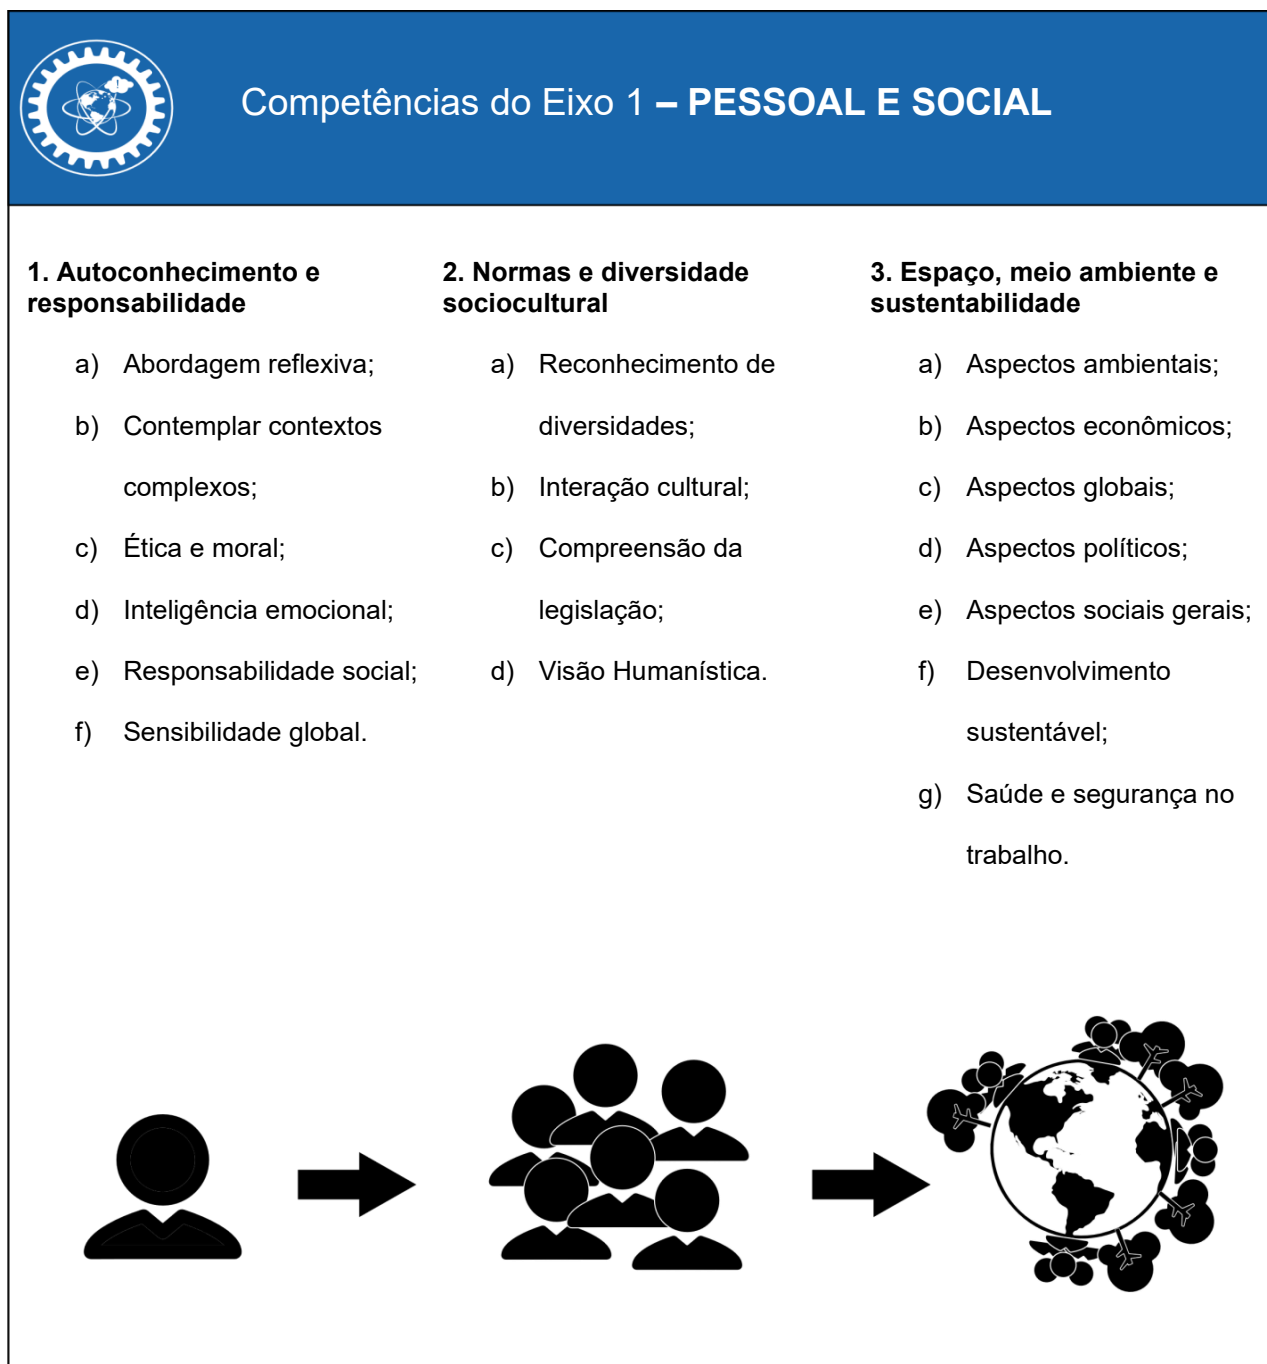 Competências do Eixo 1 – PESSOAL E SOCIAL
1. Autoconhecimento e
responsabilidade
a) Abordagem reflexiva;
b) Contemplar contextos
complexos;
c) Ética e moral;
d) Inteligência emocional;
e) Responsabilidade social;
f) Sensibilidade global.
2. Normas e diversidade
sociocultural
a) Reconhecimento de
diversidades;
b) Interação cultural;
c) Compreensão da
legislação;
d) Visão Humanística.
3. Espaço, meio ambiente e
sustentabilidade
a) Aspectos ambientais;
b) Aspectos econômicos;
c) Aspectos globais;
d) Aspectos políticos;
e) Aspectos sociais gerais;
f) Desenvolvimento
sustentável;
g) Saúde e segurança no
trabalho.